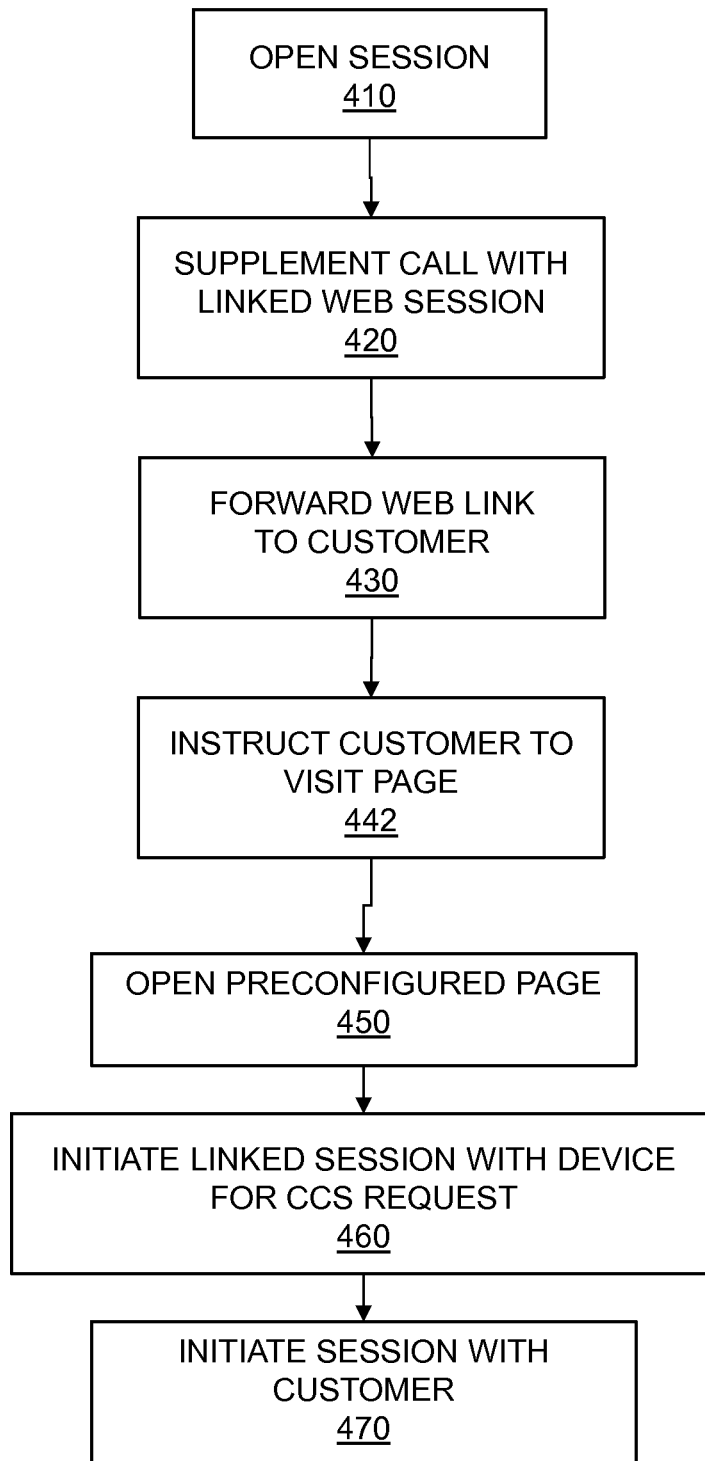 OPEN SESSION
410
SUPPLEMENT CALL WITH
LINKED WEB SESSION
420
FORWARD WEB LINK
TO CUSTOMER
430
INSTRUCT CUSTOMER TO
VISIT PAGE
442
OPEN PRECONFIGURED PAGE
450
INITIATE LINKED SESSION WITH DEVICE
FOR CCS REQUEST
460
INITIATE SESSION WITH
CUSTOMER
470